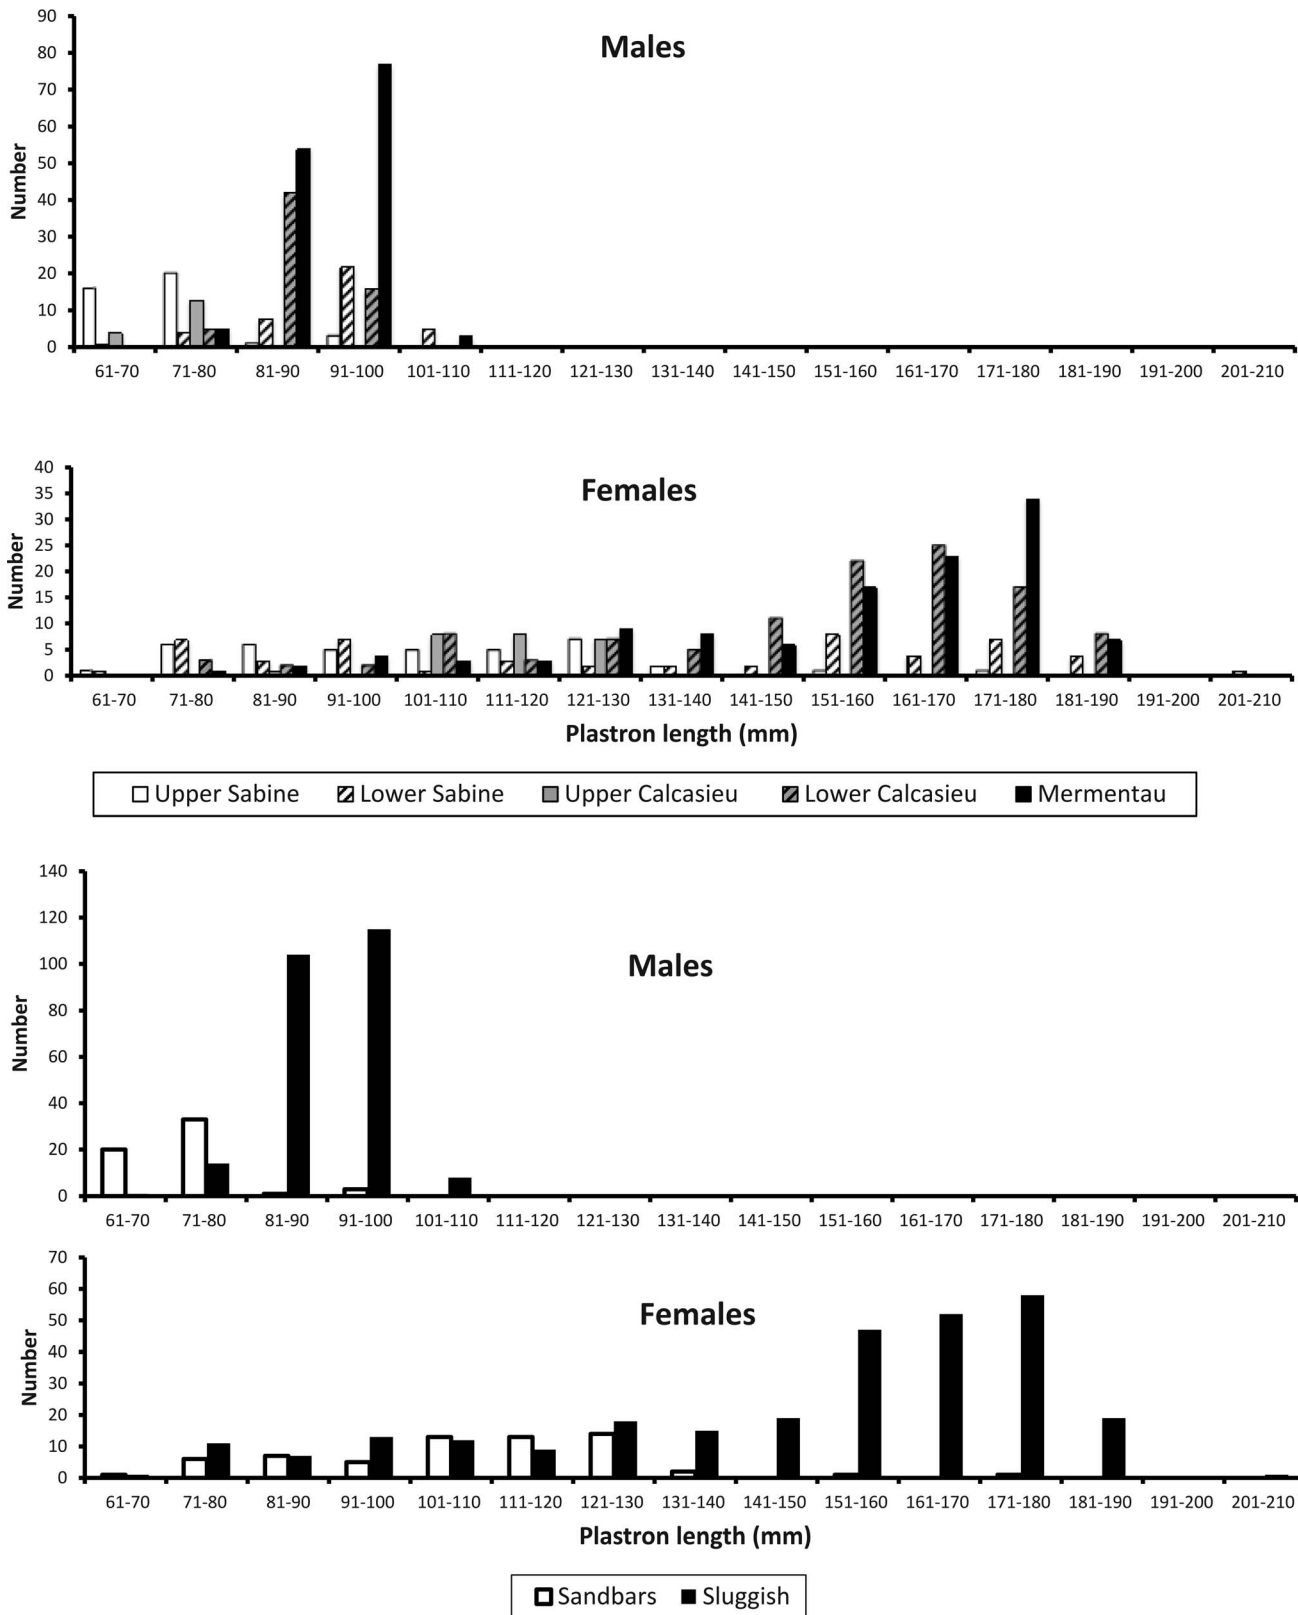 Males
Number
90
80
70
60
50
40
30
20
10
0
61-70 71-80 81-90 91-100 101-110 111-120 121-130 131-140 141-150 151-160 161-170 171-180 181-190 191-200 201-210
Females
Number
40
35
30
25
20
15
10
5
0
61-70 71-80 81-90 91-100 101-110 111-120 121-130 131-140 141-150 151-160 161-170 171-180 181-190 191-200 201-210
Plastron length (mm)
Upper Sabine Lower Sabine Upper Calcasieu Lower Calcasieu Mermentau
Males
Number
140
120
100
80
60
40
20
0
61-70 71-80 81-90 91-100 101-110 111-120 121-130 131-140 141-150 151-160 161-170 171-180 181-190 191-200 201-210
Females
Number
70
60
50
40
30
20
10
0
61-70 71-80 81-90 91-100 101-110 111-120 121-130 131-140 141-150 151-160 161-170 171-180 181-190 191-200 201-210
Plastron length (mm)
Sandbars Sluggish